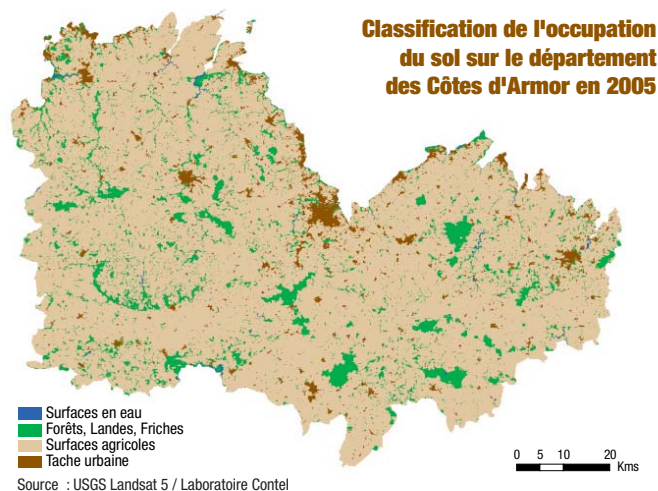 Classification de l'occupation
du sol sur le département
des Côtes d'Armor en 2005
Surfaces en eau
Forêts, Landes, Friches
Surfaces agricoles
Tache urbaine
0 5 10 20
Kms
Source : USGS Landsat 5 / Laboratoire Contel